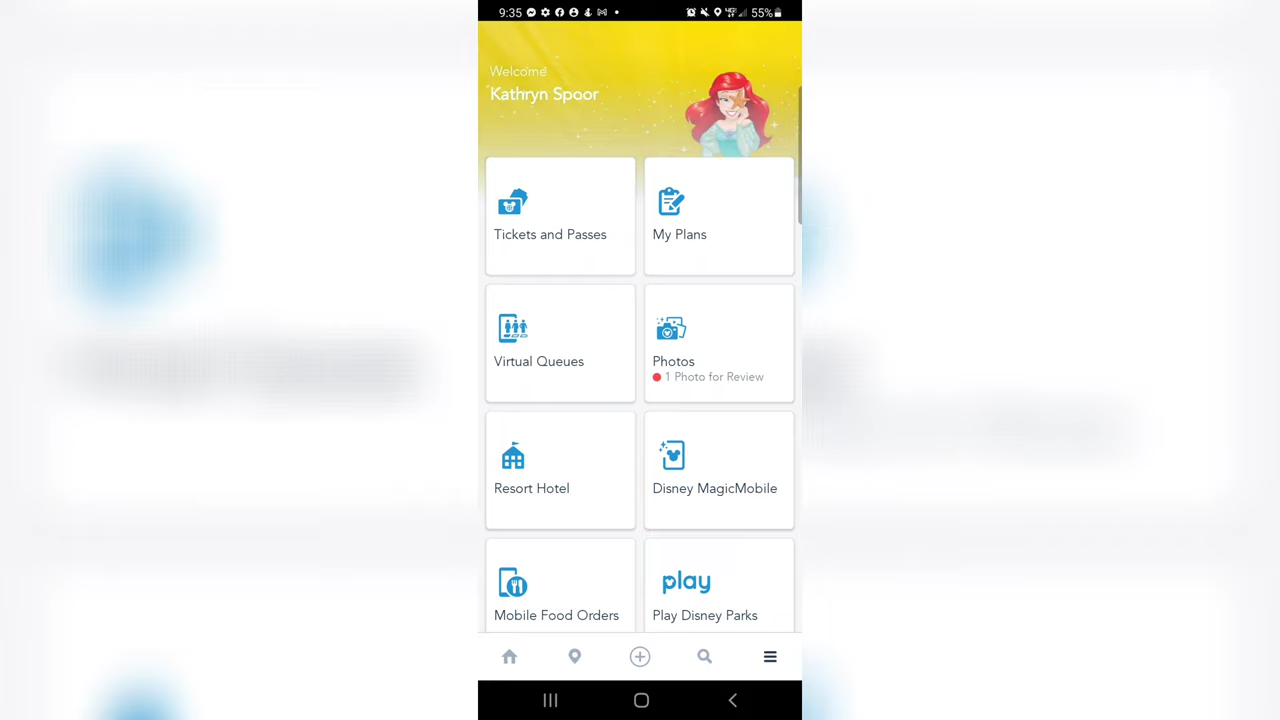 9:35
55%
Welcome
Kathryn Spoor
Tickets and Passes
My Plans
Virtual Queues
Photos
1 Photo for Review
Resort Hotel
Disney MagicMobile
Mobile Food Orders
play
Play Disney Parks